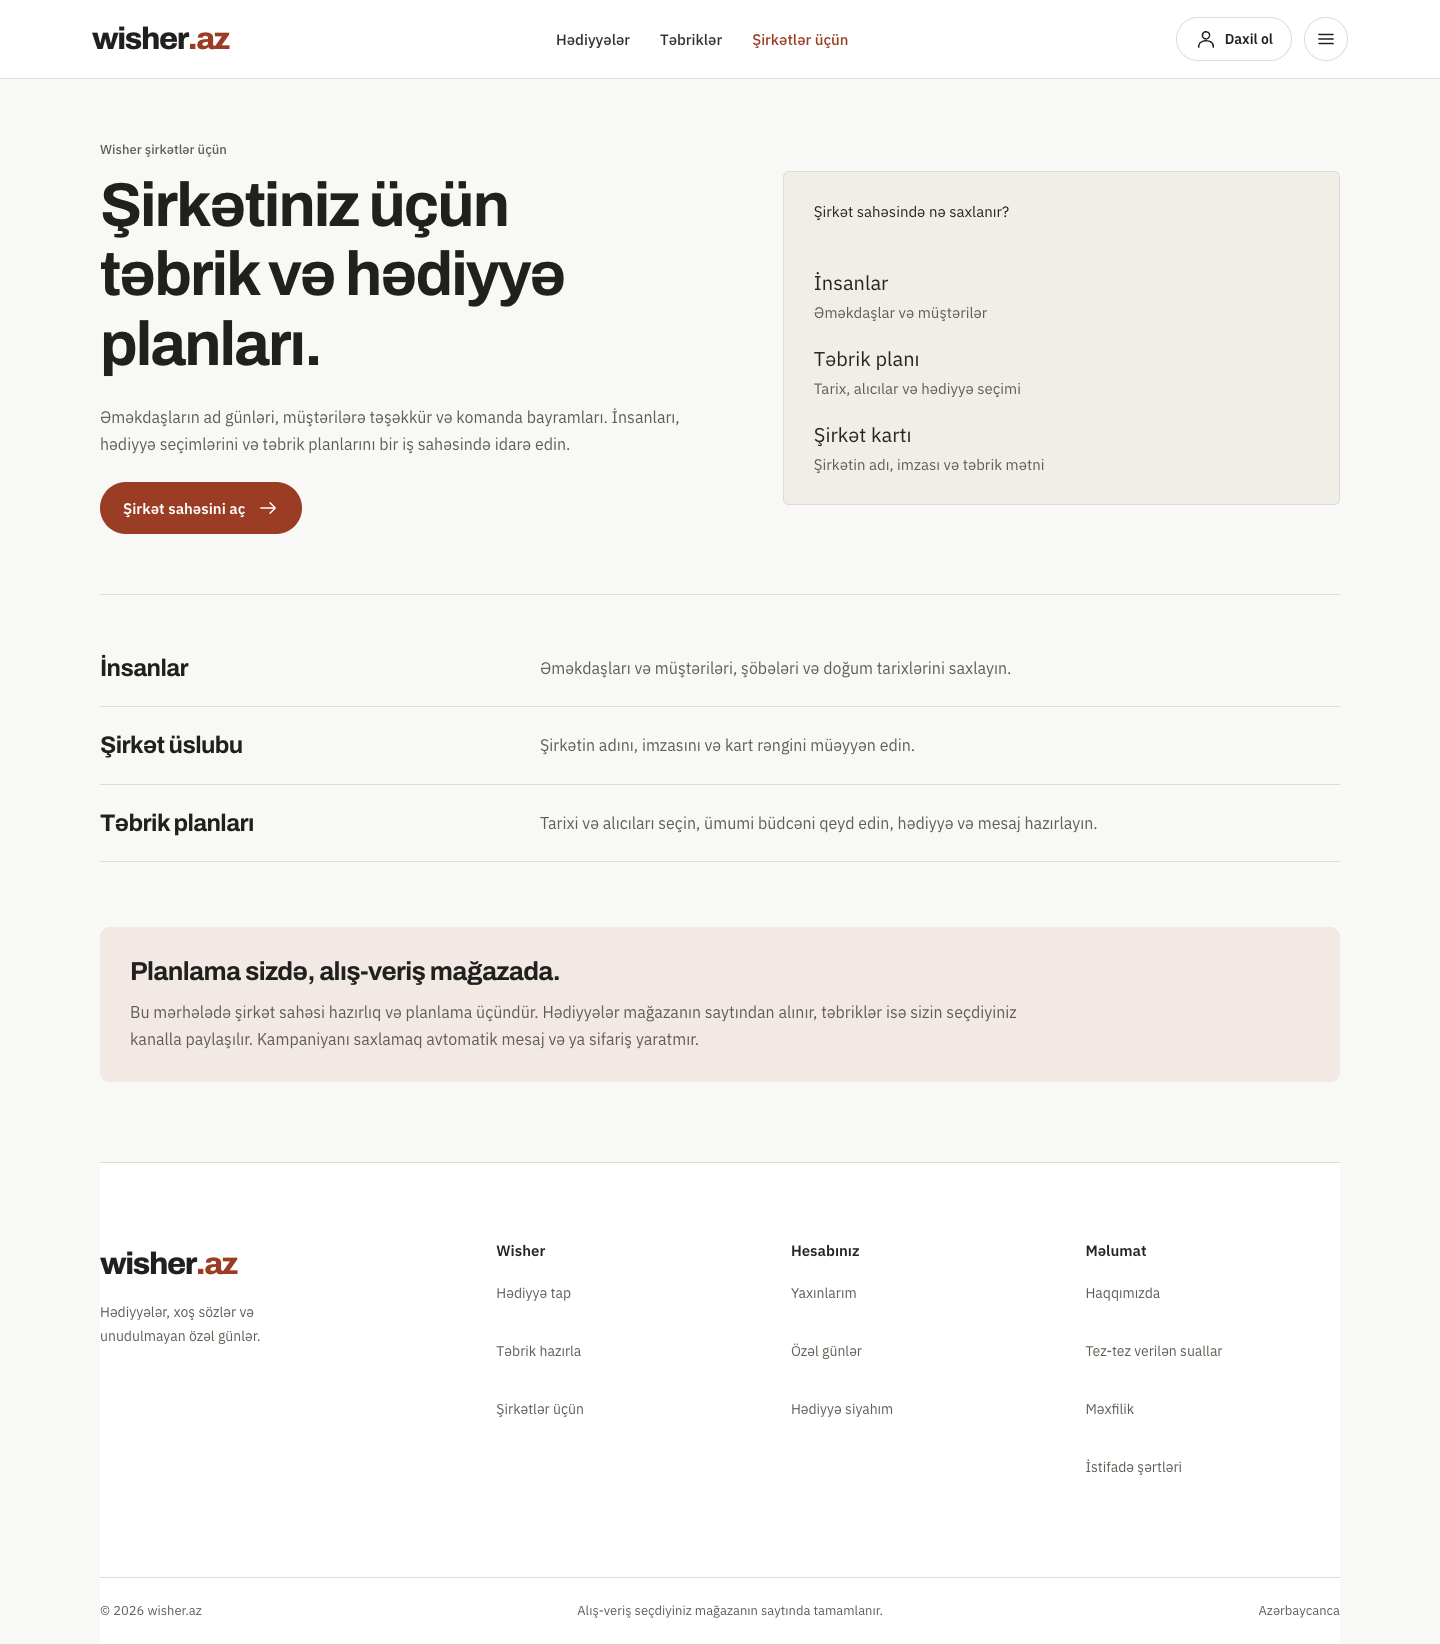 wisher.az
Hədiyyələr
Təbriklər
Şirkətlər üçün
Daxil ol
Wisher şirkətlər üçün
Şirkətiniz üçün
təbrik və hədiyyə
planları.
Əməkdaşların ad günləri, müştərilərə təşəkkür və komanda bayramları. İnsanları,
hədiyyə seçimlərini və təbrik planlarını bir iş sahəsində idarə edin.
Şirkət sahəsini aç
Şirkət sahəsində nə saxlanır?
İnsanlar
Əməkdaşlar və müştərilər
Təbrik planı
Tarix, alıcılar və hədiyyə seçimi
Şirkət kartı
Şirkətin adı, imzası və təbrik mətni
İnsanlar
Əməkdaşları və müştəriləri, şöbələri və doğum tarixlərini saxlayın.
Şirkət üslubu
Şirkətin adını, imzasını və kart rəngini müəyyən edin.
Təbrik planları
Tarixi və alıcıları seçin, ümumi büdcəni qeyd edin, hədiyyə və mesaj hazırlayın.
Planlama sizdə, alış-veriş mağazada.
Bu mərhələdə şirkət sahəsi hazırlıq və planlama üçündür. Hədiyyələr mağazanın saytından alınır, təbriklər isə sizin seçdiyiniz
kanalla paylaşılır. Kampaniyanı saxlamaq avtomatik mesaj və ya sifariş yaratmır.
wisher.az
Hədiyyələr, xoş sözlər və
unudulmayan özəl günlər.
Wisher
Hədiyyə tap
Təbrik hazırla
Şirkətlər üçün
Hesabınız
Yaxınlarım
Özəl günlər
Hədiyyə siyahım
Məlumat
Haqqımızda
Tez-tez verilən suallar
Məxfilik
İstifadə şərtləri
© 2026 wisher.az
Alış-veriş seçdiyiniz mağazanın saytında tamamlanır.
Azərbaycanca